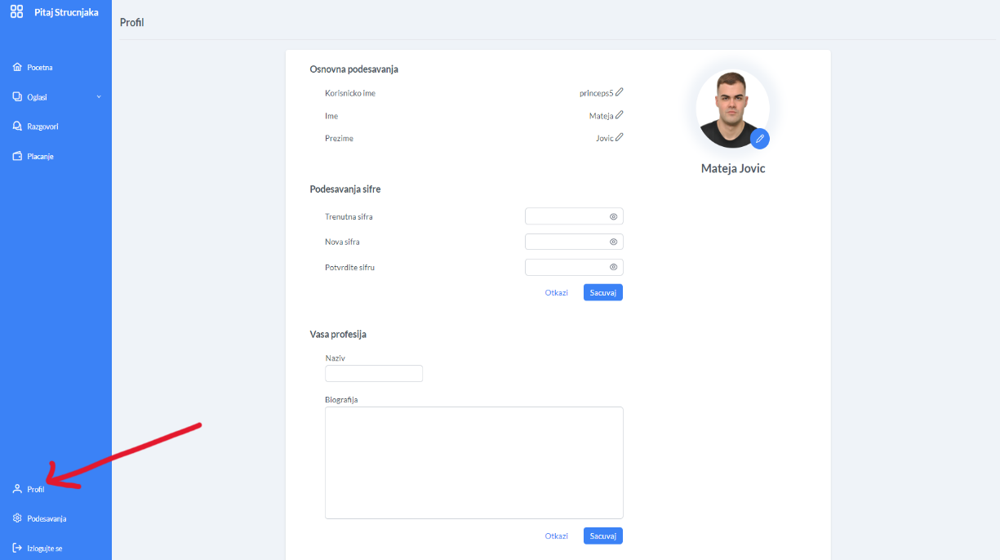 Pitaj Strucnjaka
Pocetna
Oglasi
Razgovori
Placanje
Profil
Podesavanja
Izlogujte se
Profil
Osnovna podesavanja
Korisnicko ime princeps5
Ime Mateja
Prezime Jovic
Mateja Jovic
Podesavanja sifre
Trenutna sifra
Nova sifra
Potvrdite sifru
Otkazi Sacuvaj
Vasa profesija
Naziv
Biografija
Otkazi Sacuvaj